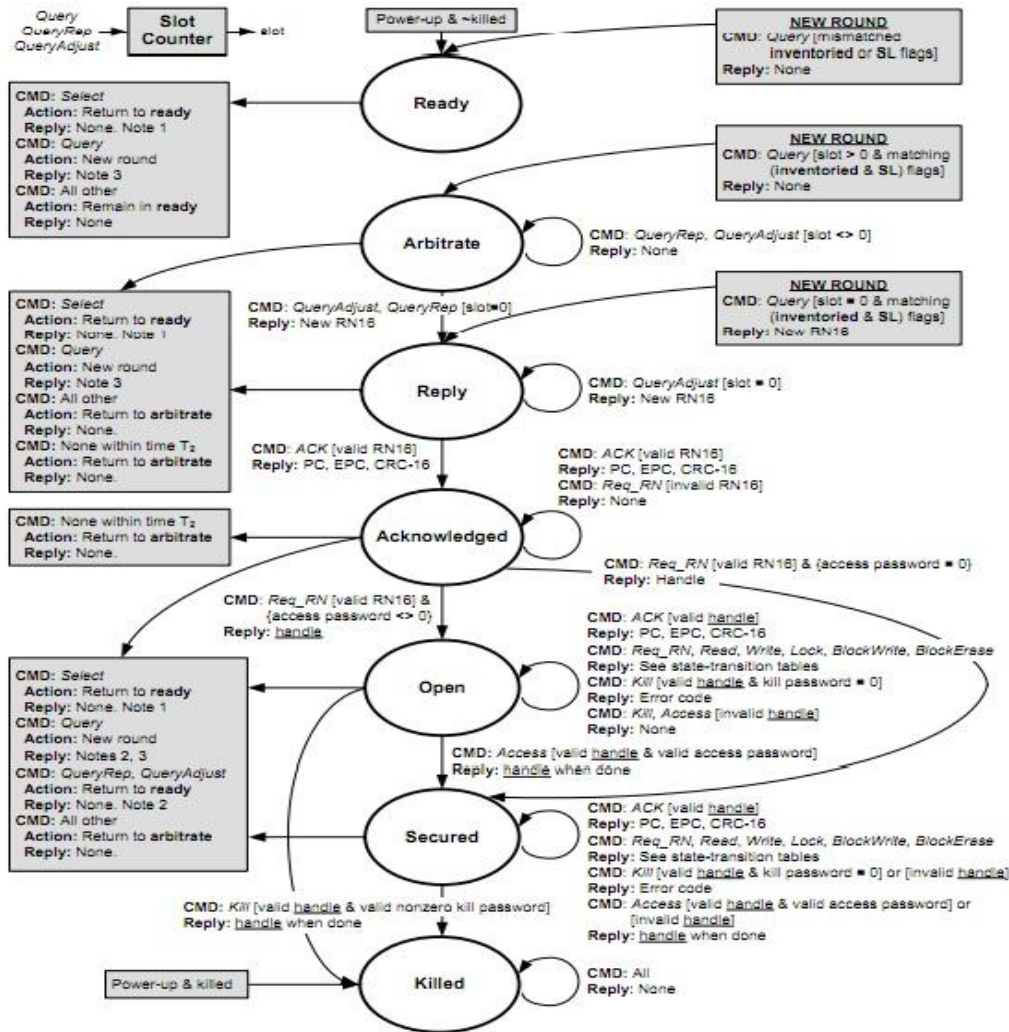 Query
QueryRep
QueryAdjust
Slot
Counter
slot
Power-up & ~killed
NEW ROUND
CMD: Query [mismatched
inventoried or SL flags]
Reply: None
Ready
CMD: Select
Action: Return to ready
Reply: None. Note 1
CMD: Query
Action: New round
Reply: Note 3
CMD: All other
Action: Remain in ready
Reply: None
NEW ROUND
CMD: Query [slot > 0 & matching
(inventoried & SL) flags]
Reply: None
Arbitrate
CMD: QueryRep, QueryAdjust [slot <> 0]
Reply: None
CMD: QueryAdjust, QueryRep [slot=0]
Reply: New RN16
NEW ROUND
CMD: Query [slot = 0 & matching
(inventoried & SL) flags]
Reply: New RN16
CMD: Select
Action: Return to ready
Reply: None. Note 1
CMD: Query
Action: New round
Reply: Note 3
CMD: All other
Action: Return to arbitrate
Reply: None.
CMD: None within time T₂
Action: Return to arbitrate
Reply: None.
Reply
CMD: QueryAdjust [slot = 0]
Reply: New RN16
CMD: ACK [valid RN16]
Reply: PC, EPC, CRC-16
CMD: ACK [valid RN16]
Reply: PC, EPC, CRC-16
CMD: Req_RN [invalid RN16]
Reply: None
CMD: None within time T₂
Action: Return to arbitrate
Reply: None.
Acknowledged
CMD: Req_RN [valid RN16] & {access password = 0}
Reply: Handle
CMD: Req_RN [valid RN16] &
{access password <> 0}
Reply: handle
CMD: ACK [valid handle]
Reply: PC, EPC, CRC-16
CMD: Req_RN, Read, Write, Lock, BlockWrite, BlockErase
Reply: See state-transition tables
CMD: Kill [valid handle & kill password = 0]
Reply: Error code
CMD: Kill, Access [invalid handle]
Reply: None
Open
CMD: Select
Action: Return to ready
Reply: None. Note 1
CMD: Query
Action: New round
Reply: Notes 2, 3
CMD: QueryRep, QueryAdjust
Action: Return to ready
Reply: None. Note 2
CMD: All other
Action: Return to arbitrate
Reply: None.
CMD: Access [valid handle & valid access password]
Reply: handle when done
Secured
CMD: ACK [valid handle]
Reply: PC, EPC, CRC-16
CMD: Req_RN, Read, Write, Lock, BlockWrite, BlockErase
Reply: See state-transition tables
CMD: Kill [valid handle & kill password = 0] or [invalid handle]
Reply: Error code
CMD: Access [valid handle & valid access password] or
[invalid handle]
Reply: handle when done
CMD: Kill [valid handle & valid nonzero kill password]
Reply: handle when done
Power-up & killed
Killed
CMD: All
Reply: None